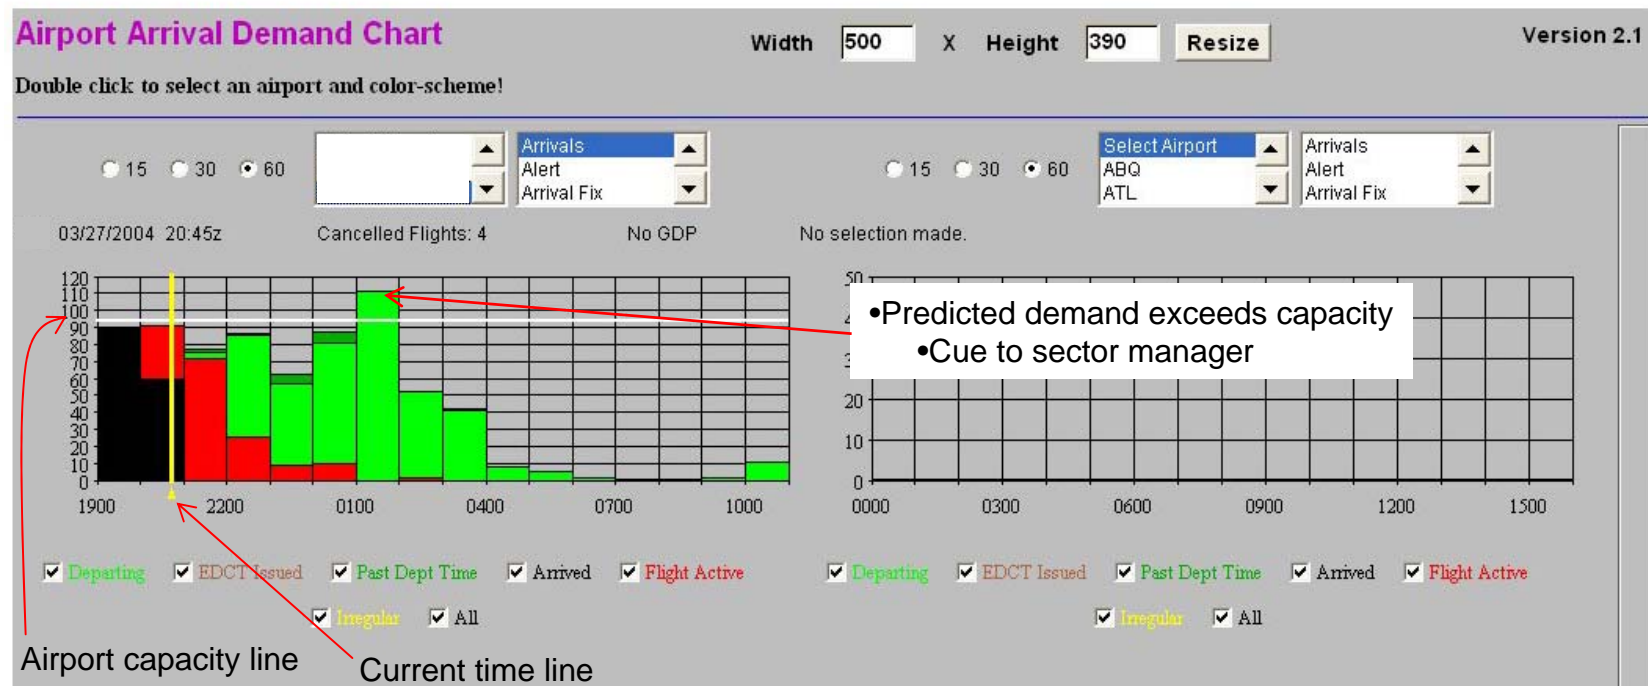 Airport Arrival Demand Chart
Width 500 X Height 390 Resize
Version 2.1
Double click to select an airport and color-scheme!
15 30 60
Arrivals
Alert
Arrival Fix
15 30 60
Select Airport
ABQ
ATL
Arrivals
Alert
Arrival Fix
03/27/2004 20:45z Cancelled Flights: 4 No GDP
No selection made.
120
110
100
90
80
70
60
50
40
30
20
10
0
1900 2200 0100 0400 0700 1000
50
20
10
0
0000 0300 0600 0900 1200 1500
•Predicted demand exceeds capacity
•Cue to sector manager
Departing EDCT Issued Past Dept Time Arrived Flight Active
Irregular All
Departing EDCT Issued Past Dept Time Arrived Flight Active
Irregular All
Airport capacity line
Current time line